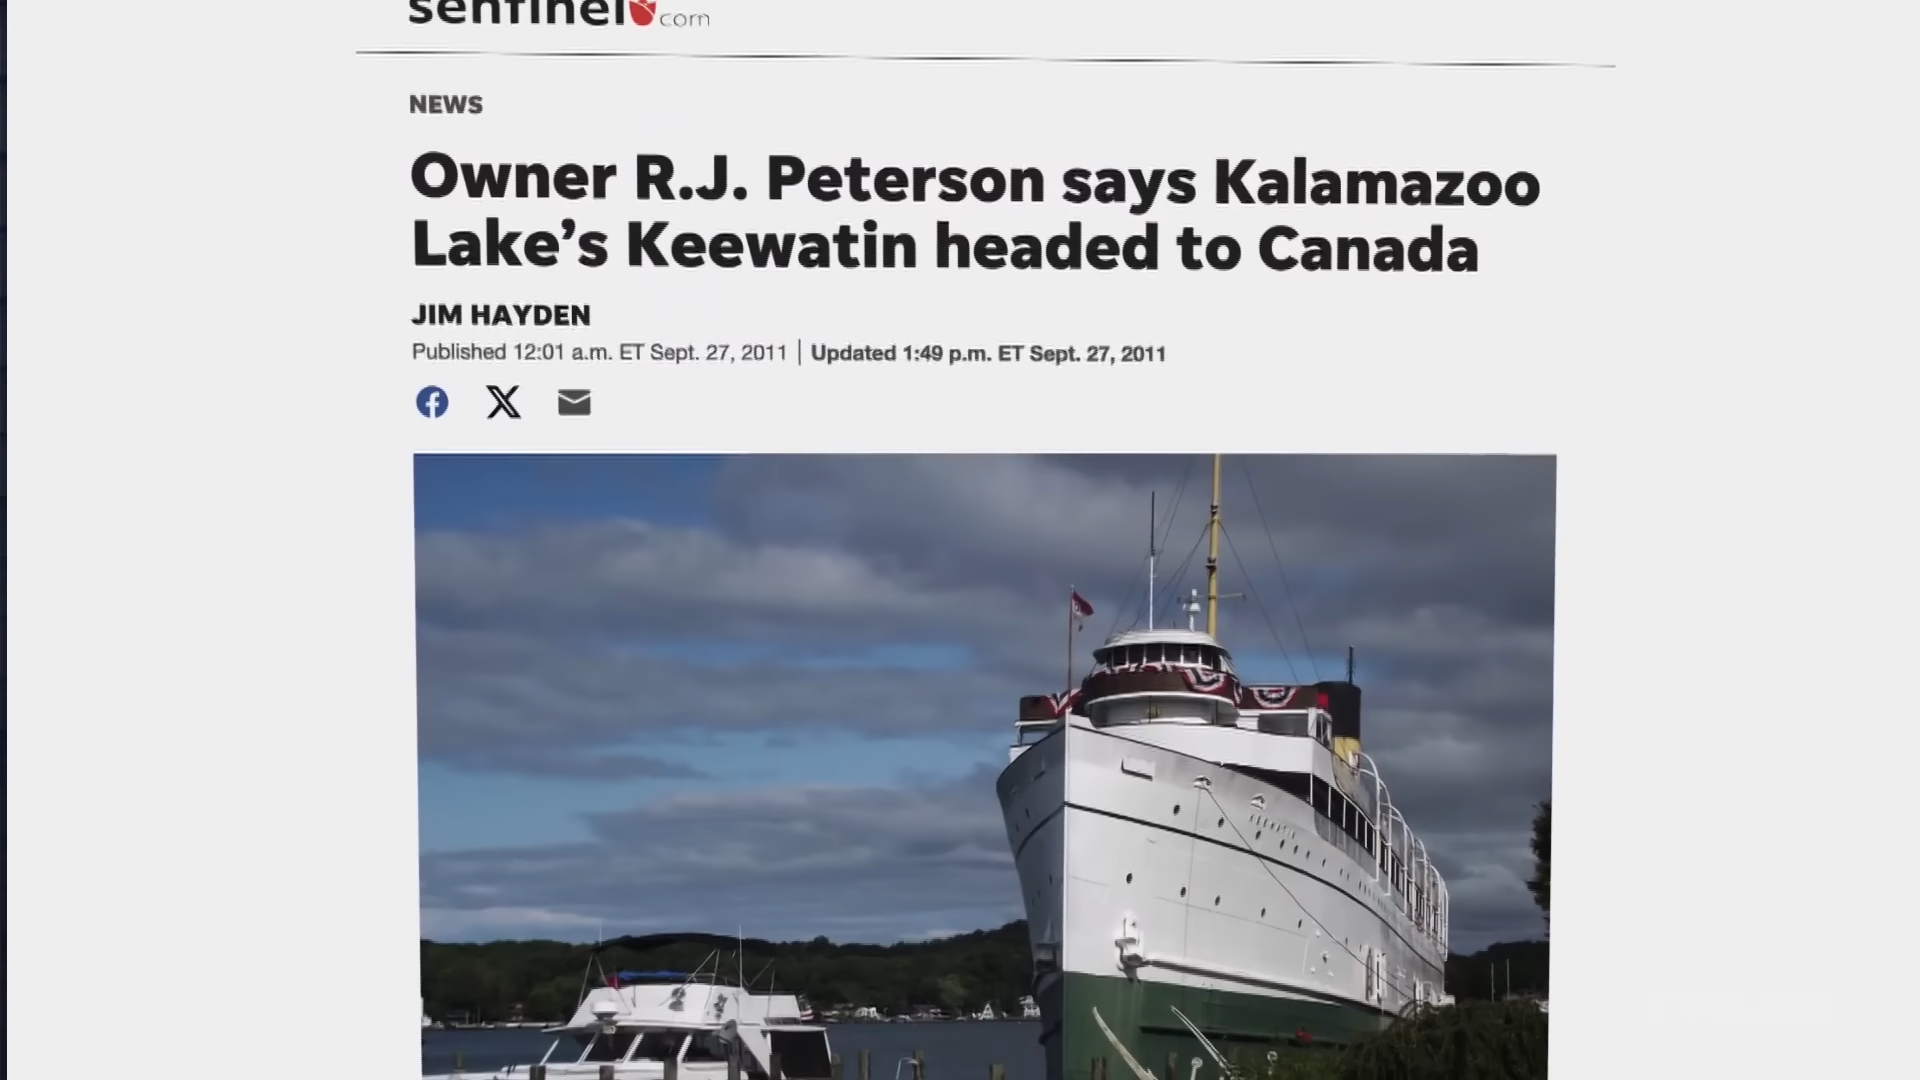 sentinel.com
NEWS
Owner R.J. Peterson says Kalamazoo
Lake’s Keewatin headed to Canada
JIM HAYDEN
Published 12:01 a.m. ET Sept. 27, 2011 | Updated 1:49 p.m. ET Sept. 27, 2011
KEEWATIN